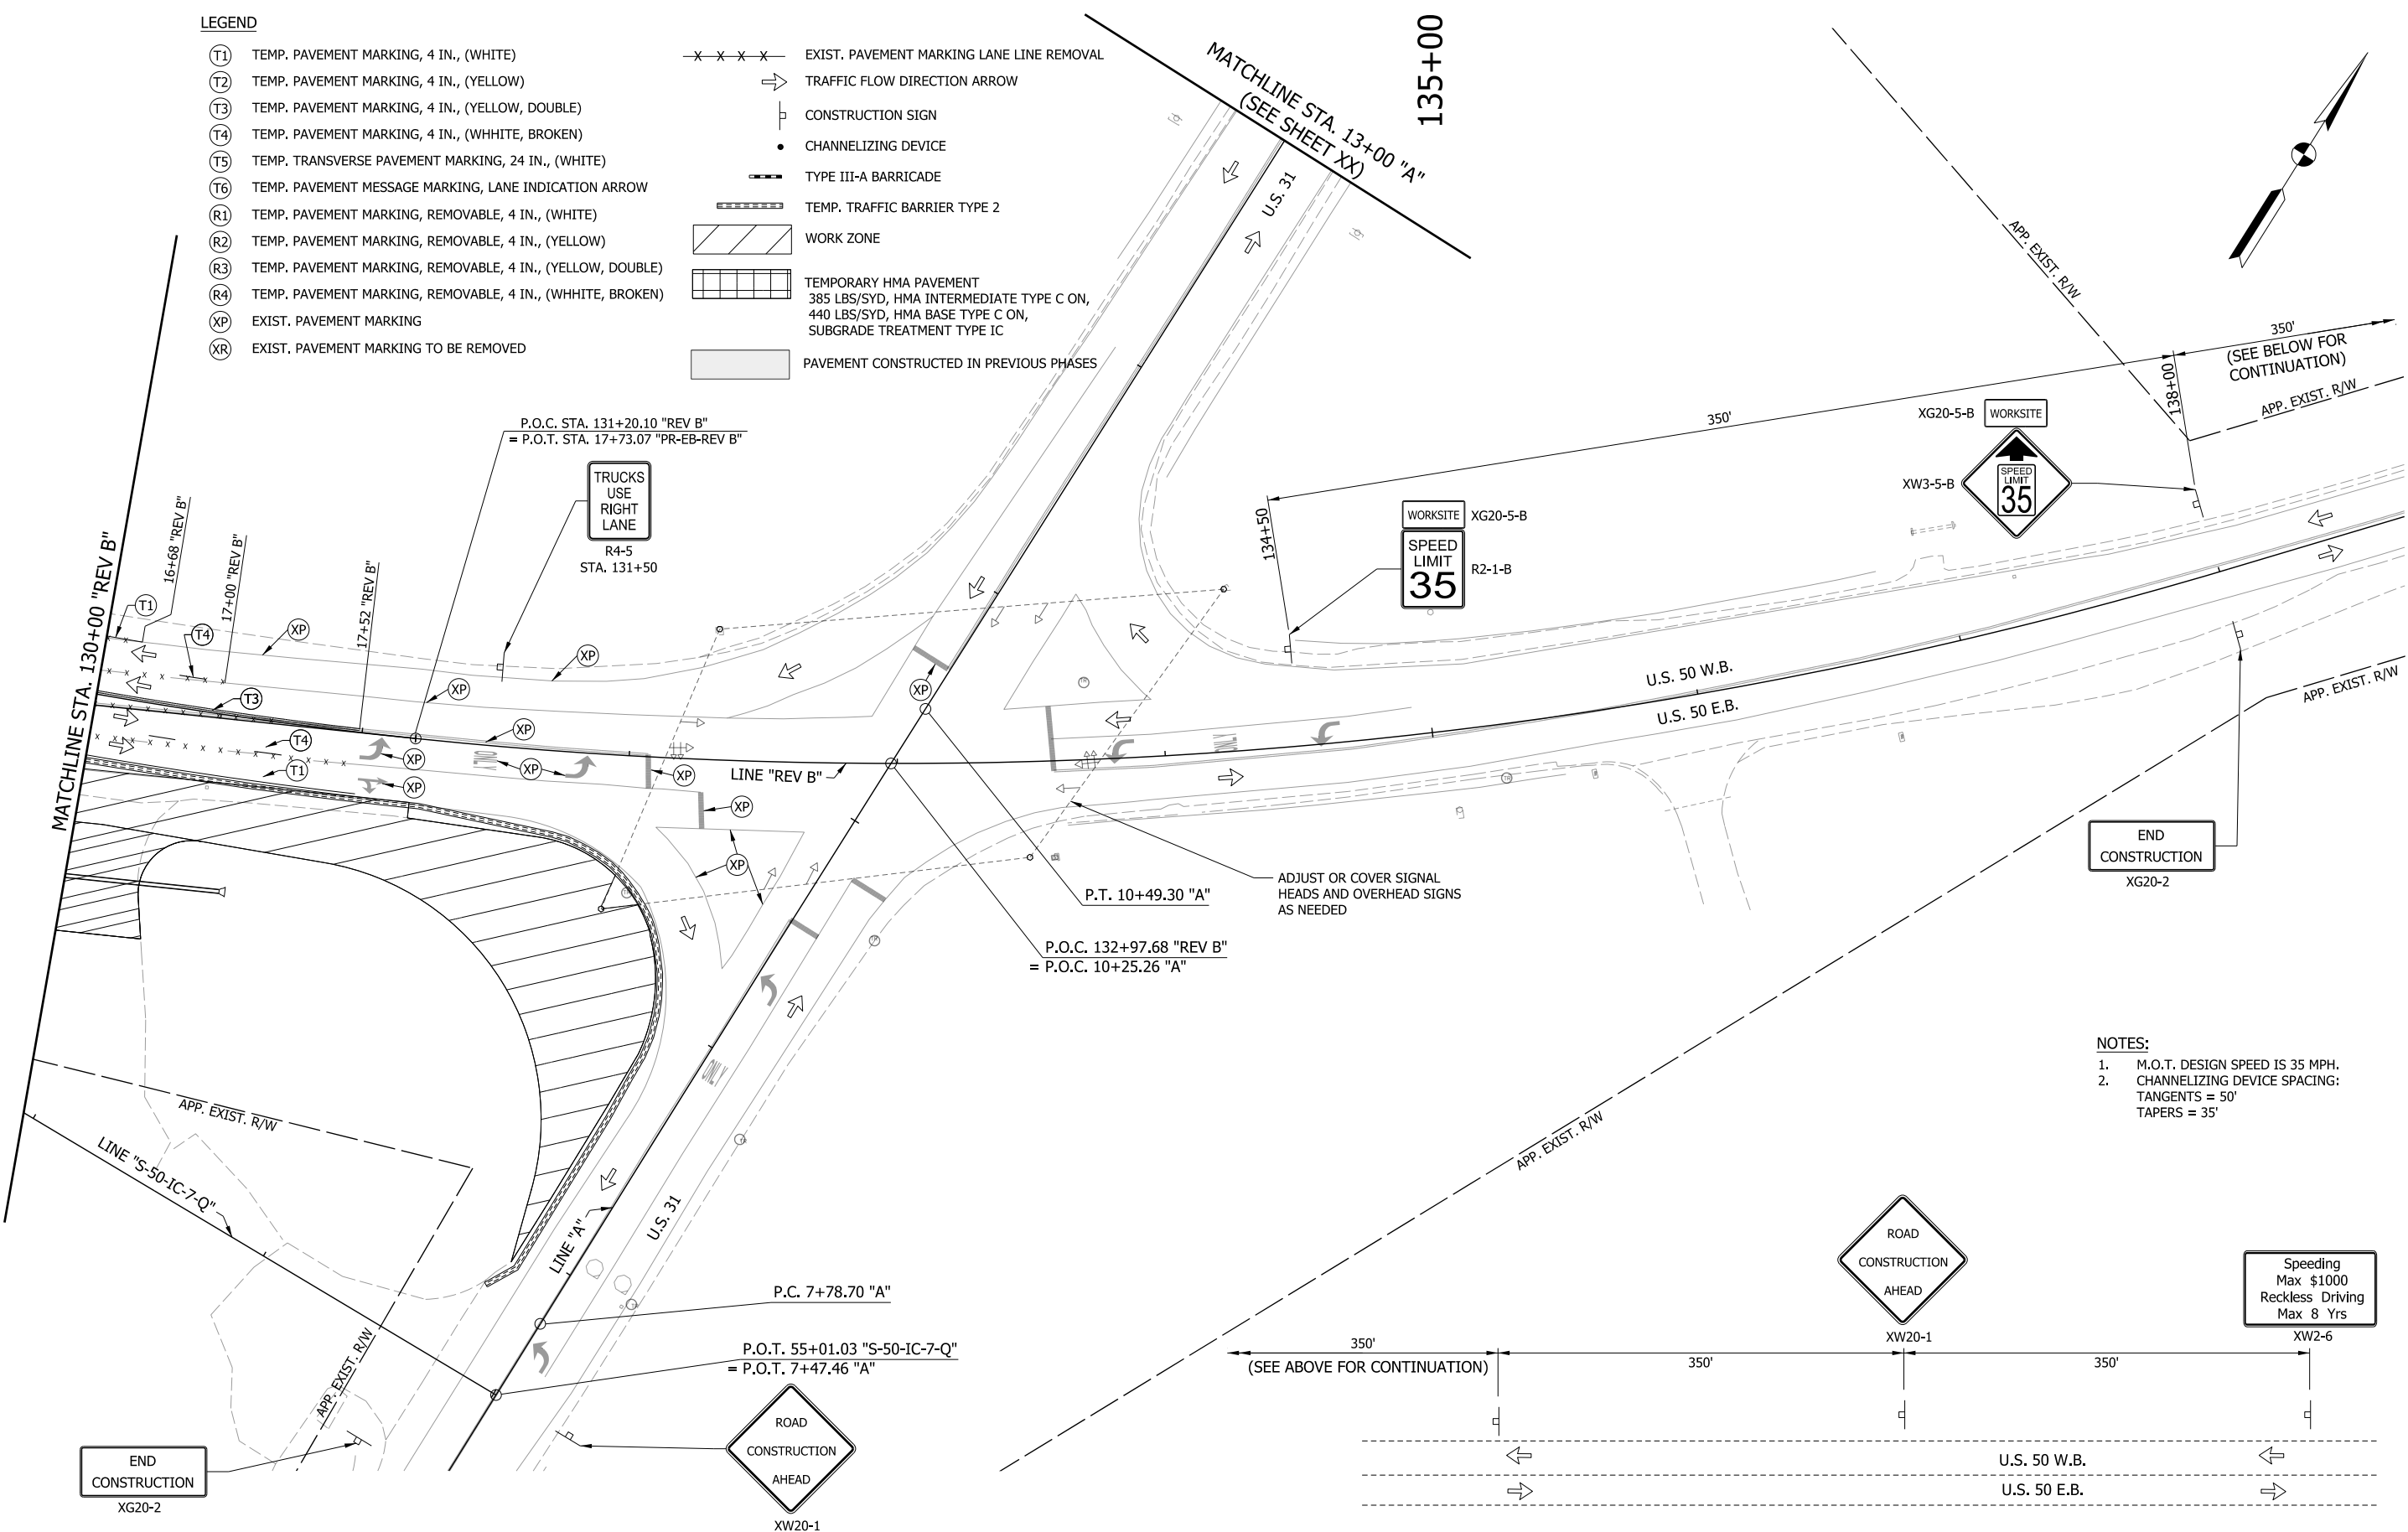 LEGEND
T1 TEMP. PAVEMENT MARKING, 4 IN., (WHITE)
T2 TEMP. PAVEMENT MARKING, 4 IN., (YELLOW)
T3 TEMP. PAVEMENT MARKING, 4 IN., (YELLOW, DOUBLE)
T4 TEMP. PAVEMENT MARKING, 4 IN., (WHHITE, BROKEN)
T5 TEMP. TRANSVERSE PAVEMENT MARKING, 24 IN., (WHITE)
T6 TEMP. PAVEMENT MESSAGE MARKING, LANE INDICATION ARROW
R1 TEMP. PAVEMENT MARKING, REMOVABLE, 4 IN., (WHITE)
R2 TEMP. PAVEMENT MARKING, REMOVABLE, 4 IN., (YELLOW)
R3 TEMP. PAVEMENT MARKING, REMOVABLE, 4 IN., (YELLOW, DOUBLE)
R4 TEMP. PAVEMENT MARKING, REMOVABLE, 4 IN., (WHHITE, BROKEN)
XP EXIST. PAVEMENT MARKING
XR EXIST. PAVEMENT MARKING TO BE REMOVED
X X X X EXIST. PAVEMENT MARKING LANE LINE REMOVAL
TRAFFIC FLOW DIRECTION ARROW
CONSTRUCTION SIGN
CHANNELIZING DEVICE
TYPE III-A BARRICADE
TEMP. TRAFFIC BARRIER TYPE 2
WORK ZONE
TEMPORARY HMA PAVEMENT
385 LBS/SYD, HMA INTERMEDIATE TYPE C ON,
440 LBS/SYD, HMA BASE TYPE C ON,
SUBGRADE TREATMENT TYPE IC
PAVEMENT CONSTRUCTED IN PREVIOUS PHASES
135+00
MATCHLINE STA. 13+00 "A"
(SEE SHEET XX)
U.S. 31
APP. EXIST. R/W
350'
(SEE BELOW FOR
CONTINUATION)
138+00
APP. EXIST. R/W
350'
XG20-5-B
WORKSITE
XW3-5-B
SPEED
LIMIT
35
134+50
WORKSITE
XG20-5-B
SPEED
LIMIT
35
R2-1-B
P.O.C. STA. 131+20.10 "REV B"
= P.O.T. STA. 17+73.07 "PR-EB-REV B"
TRUCKS
USE
RIGHT
LANE
R4-5
STA. 131+50
MATCHLINE STA. 130+00 "REV B"
16+68 "REV B"
17+00 "REV B"
17+52 "REV B"
T1
T4
XP
XP
XP
XP
T3
T4
T1
XP
XP
XP
XP
XP
XP
XP
ONLY
ONLY
ONLY
LINE "REV B"
U.S. 50 W.B.
U.S. 50 E.B.
APP. EXIST. R/W
END
CONSTRUCTION
XG20-2
ADJUST OR COVER SIGNAL
HEADS AND OVERHEAD SIGNS
AS NEEDED
P.T. 10+49.30 "A"
P.O.C. 132+97.68 "REV B"
= P.O.C. 10+25.26 "A"
NOTES:
1. M.O.T. DESIGN SPEED IS 35 MPH.
2. CHANNELIZING DEVICE SPACING:
TANGENTS = 50'
TAPERS = 35'
APP. EXIST. R/W
APP. EXIST. R/W
LINE "S-50-IC-7-Q"
LINE "A"
U.S. 31
APP. EXIST. R/W
P.C. 7+78.70 "A"
P.O.T. 55+01.03 "S-50-IC-7-Q"
= P.O.T. 7+47.46 "A"
END
CONSTRUCTION
XG20-2
ROAD
CONSTRUCTION
AHEAD
XW20-1
ROAD
CONSTRUCTION
AHEAD
XW20-1
Speeding
Max $1000
Reckless Driving
Max 8 Yrs
XW2-6
350'
(SEE ABOVE FOR CONTINUATION)
350'
350'
U.S. 50 W.B.
U.S. 50 E.B.